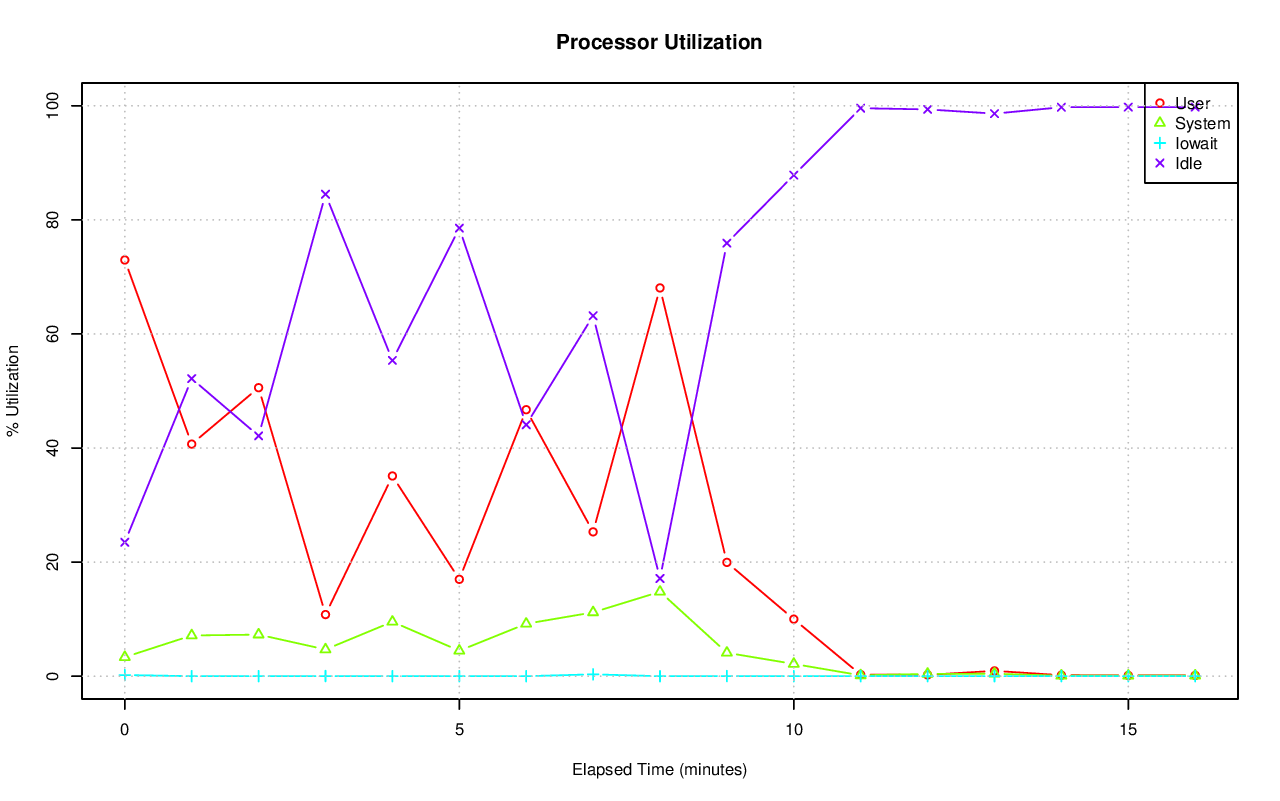 Processor Utilization
% Utilization
100
80
60
40
20
0
User
System
Iowait
Idle
0 5 10 15
Elapsed Time (minutes)